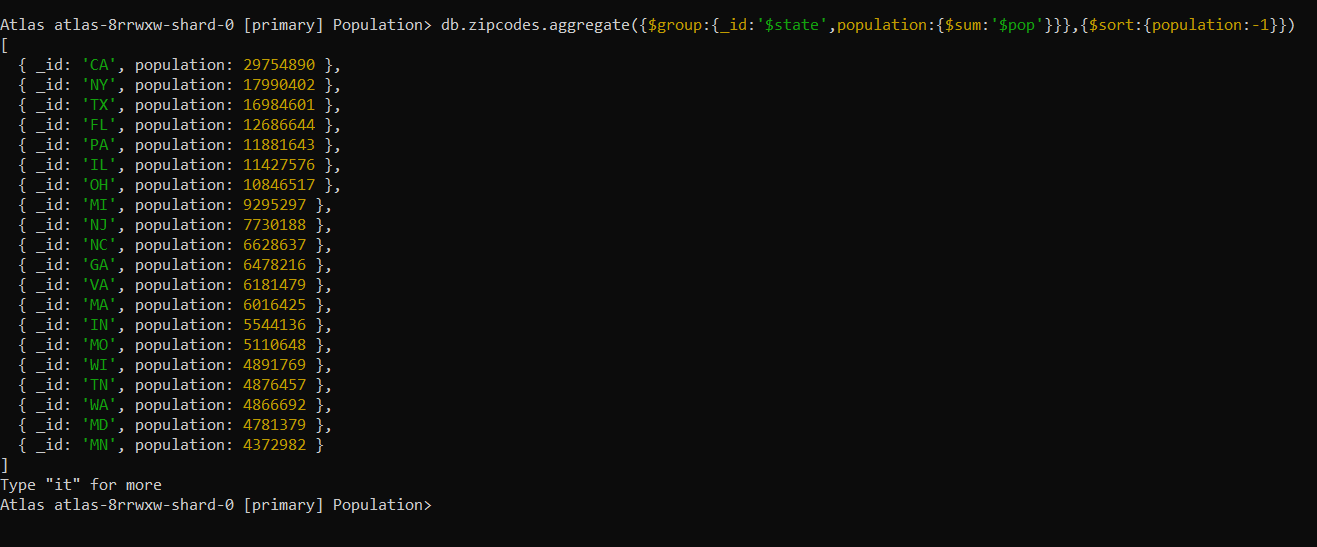 Atlas atlas-8rrwxw-shard-0 [primary] Population> db.zipcodes.aggregate({$group:{_id:'$state',population:{$sum:'$pop'}}},{$sort:{population:-1}})
[
  { _id: 'CA', population: 29754890 },
  { _id: 'NY', population: 17990402 },
  { _id: 'TX', population: 16984601 },
  { _id: 'FL', population: 12686644 },
  { _id: 'PA', population: 11881643 },
  { _id: 'IL', population: 11427576 },
  { _id: 'OH', population: 10846517 },
  { _id: 'MI', population: 9295297 },
  { _id: 'NJ', population: 7730188 },
  { _id: 'NC', population: 6628637 },
  { _id: 'GA', population: 6478216 },
  { _id: 'VA', population: 6181479 },
  { _id: 'MA', population: 6016425 },
  { _id: 'IN', population: 5544136 },
  { _id: 'MO', population: 5110648 },
  { _id: 'WI', population: 4891769 },
  { _id: 'TN', population: 4876457 },
  { _id: 'WA', population: 4866692 },
  { _id: 'MD', population: 4781379 },
  { _id: 'MN', population: 4372982 }
]
Type "it" for more
Atlas atlas-8rrwxw-shard-0 [primary] Population>